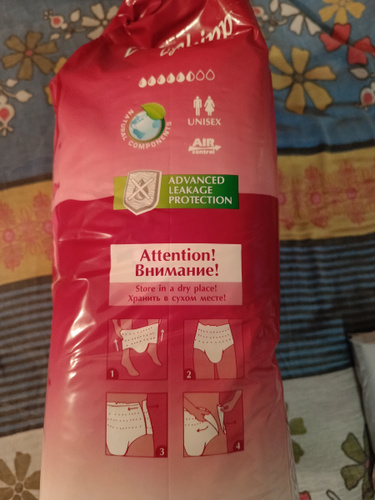 NATURAL COMPONENTS
UNISEX
AIR
control
ADVANCED
LEAKAGE
PROTECTION
Attention!
Внимание!
Store in a dry place!
Хранить в сухом месте!
1
2
3
4